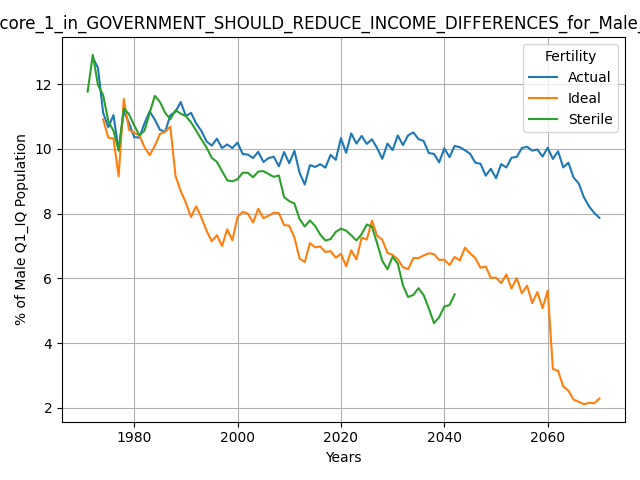 core_1_in_GOVERNMENT_SHOULD_REDUCE_INCOME_DIFFERENCES_for_Male_
Fertility
Actual
Ideal
Sterile
% of Male Q1_IQ Population
12
10
8
6
4
2
1980 2000 2020 2040 2060
Years